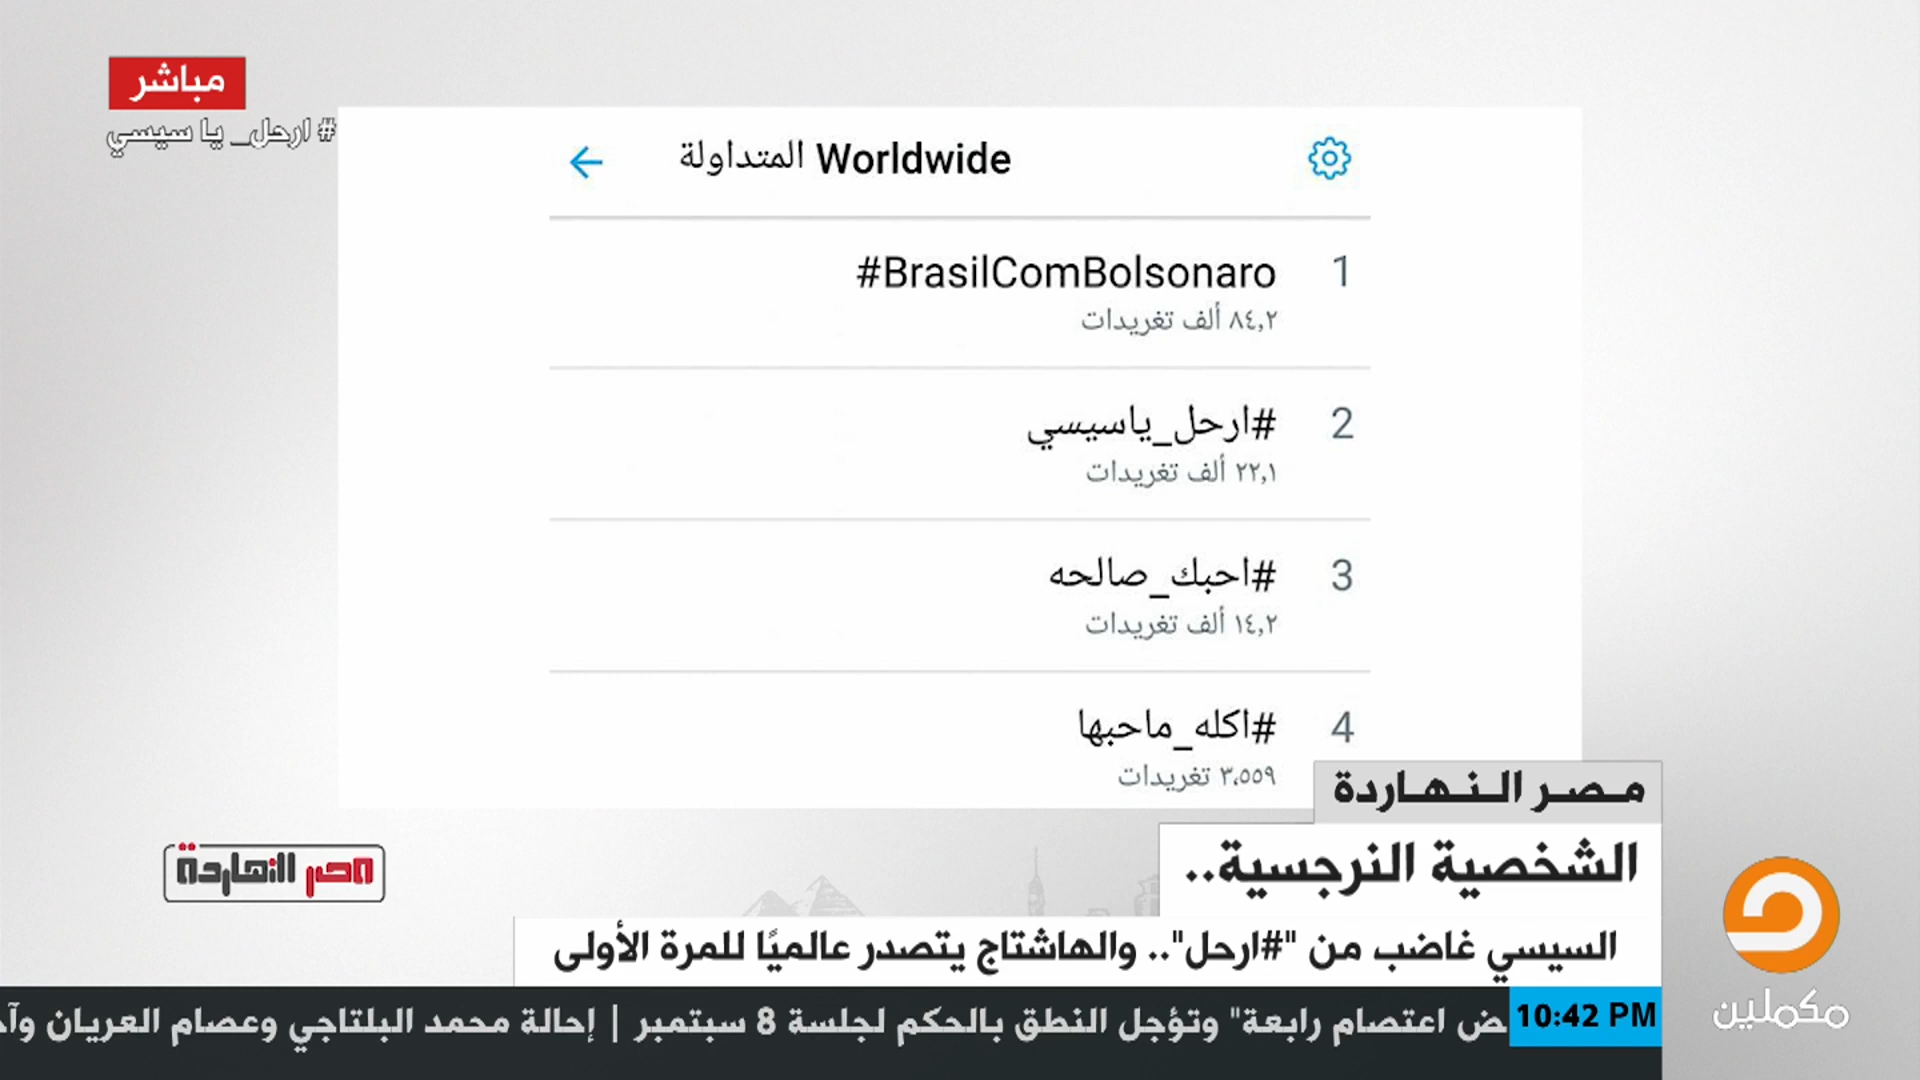 مباشر
# ارحل_ يا سيسي
المتداولة Worldwide
1
#BrasilComBolsonaro
٨٤,٢ ألف تغريدات
2
#ارحل_ياسيسي
٢٢,١ ألف تغريدات
3
#احبك_صالحه
١٤,٢ ألف تغريدات
4
#اكله_ماحبها
٣,٥٥٩ تغريدات
مصر النهاردة
الشخصية النرجسية..
مصر النهاردة
السيسي غاضب من "#ارحل".. والهاشتاج يتصدر عالميًا للمرة الأولى
10:42 PM
اعتصام رابعة" وتؤجل النطق بالحكم لجلسة 8 سبتمبر | إحالة محمد البلتاجي وعصام العريان
مكملين